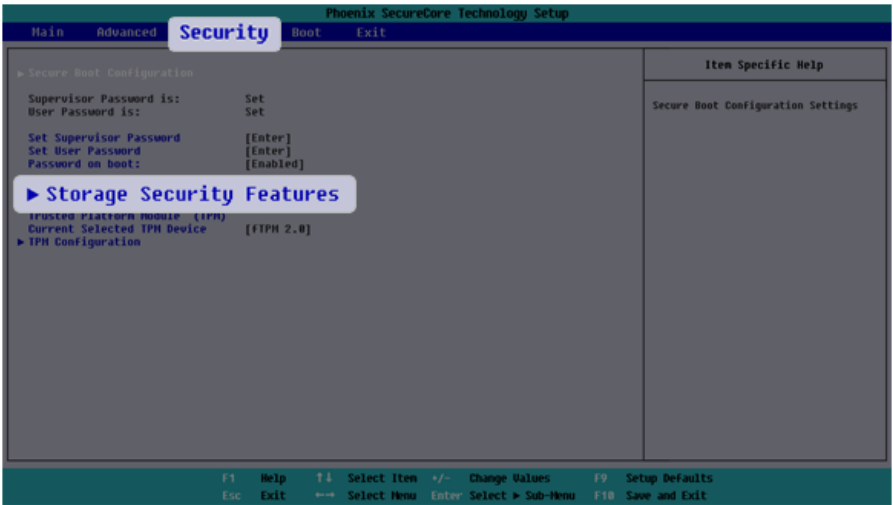 Phoenix SecureCore Technology Setup
Main Advanced Security Boot Exit
▶ Secure Boot Configuration
Item Specific Help
Supervisor Password is: Set
User Password is: Set
Secure Boot Configuration Settings
Set Supervisor Password [Enter]
Set User Password [Enter]
Password on boot: [Enabled]
▶ Storage Security Features
Trusted Platform Module (TPM)
Current Selected TPM Device [fTPM 2.0]
▶ TPM Configuration
F1 Help ↑↓ Select Item +/- Change Values F9 Setup Defaults
Esc Exit ←→ Select Menu Enter Select ▶ Sub-Menu F10 Save and Exit